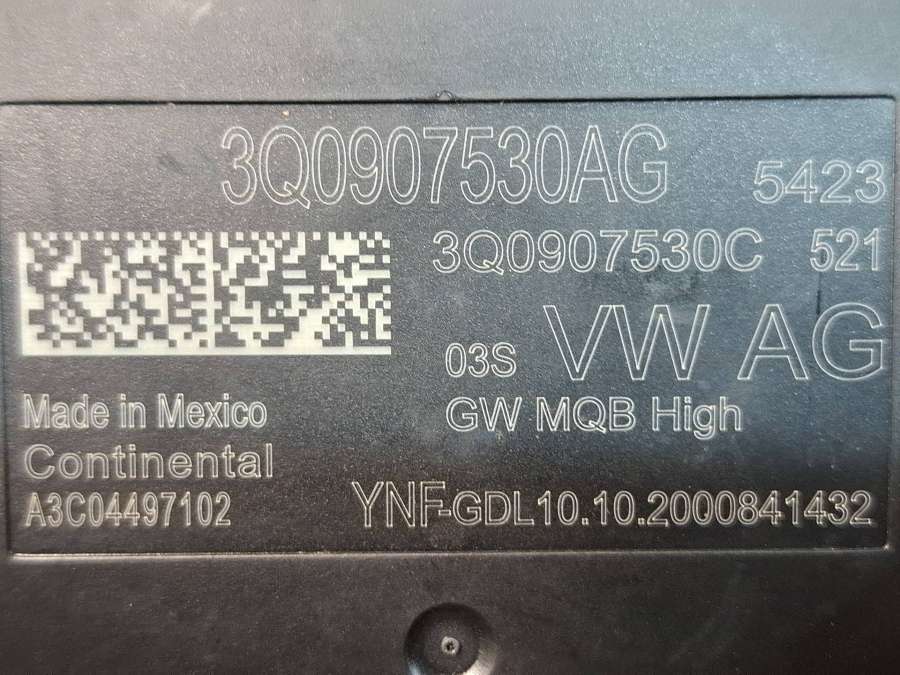 3Q0907530AG 5423
3Q0907530C 521
03S VW AG
Made in Mexico
GW MQB High
Continental
A3C04497102
YNF-GDL10.10.2000841432